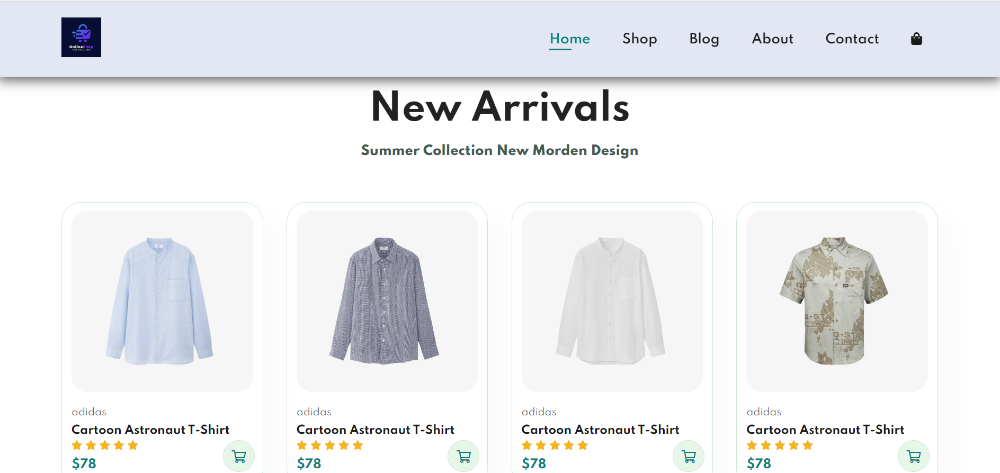 OnlineShop
Home Shop Blog About Contact
New Arrivals
Summer Collection New Morden Design
adidas adidas adidas adidas
Cartoon Astronaut T-Shirt Cartoon Astronaut T-Shirt Cartoon Astronaut T-Shirt Cartoon Astronaut T-Shirt
$78 $78 $78 $78